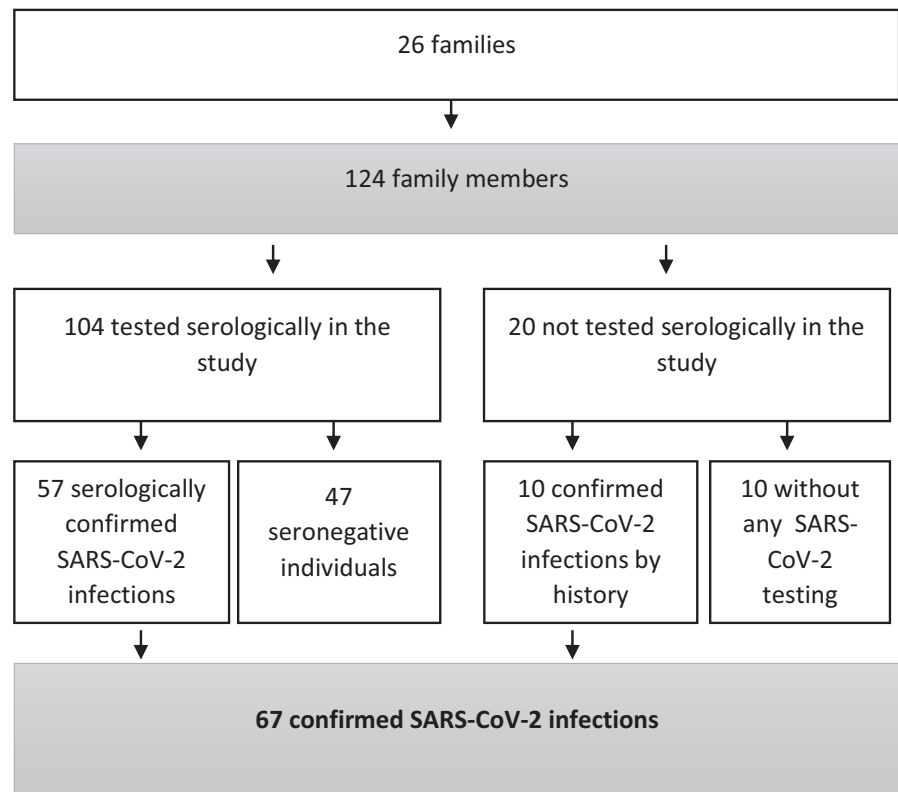 26 families
124 family members
104 tested serologically in the
study
20 not tested serologically in the
study
57 serologically
confirmed
SARS-CoV-2
infections
47
seronegative
individuals
10 confirmed
SARS-CoV-2
infections by
history
10 without
any SARS-
CoV-2
testing
67 confirmed SARS-CoV-2 infections